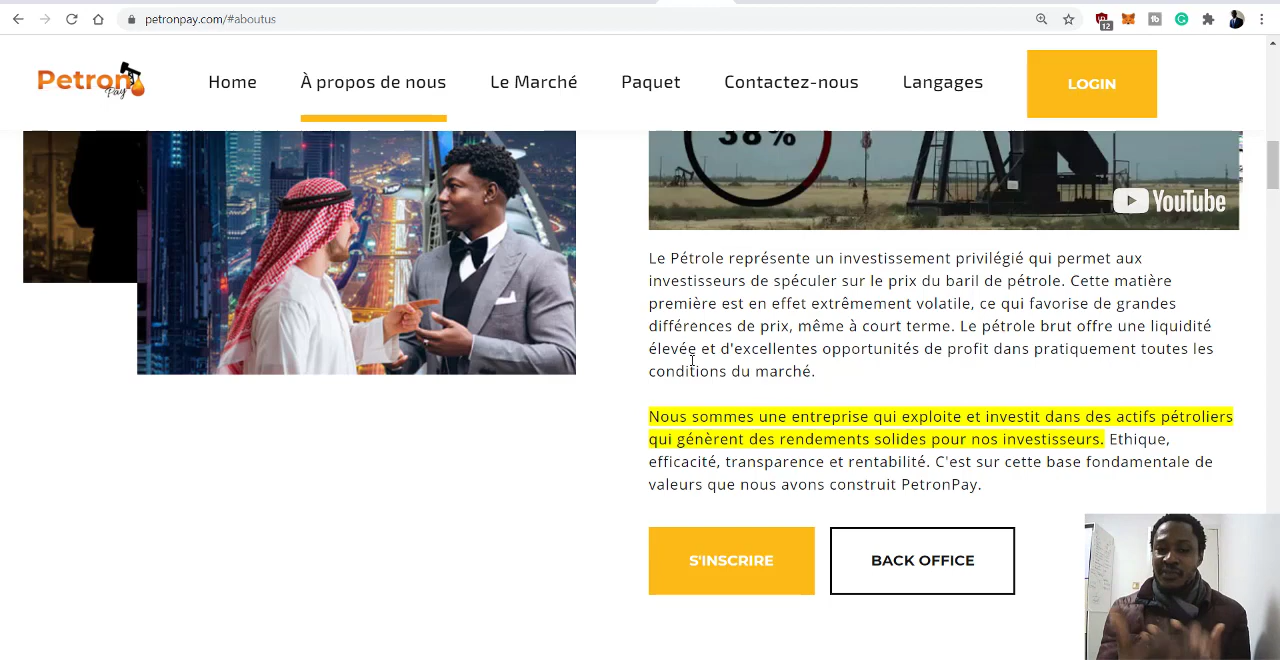 petronpay.com/#aboutus
12
Petron
Pay
Home
À propos de nous
Le Marché
Paquet
Contactez-nous
Langages
LOGIN
38%
YouTube
Le Pétrole représente un investissement privilégié qui permet aux
investisseurs de spéculer sur le prix du baril de pétrole. Cette matière
première est en effet extrêmement volatile, ce qui favorise de grandes
différences de prix, même à court terme. Le pétrole brut offre une liquidité
élevée et d'excellentes opportunités de profit dans pratiquement toutes les
conditions du marché.
Nous sommes une entreprise qui exploite et investit dans des actifs pétroliers
qui génèrent des rendements solides pour nos investisseurs. Ethique,
efficacité, transparence et rentabilité. C'est sur cette base fondamentale de
valeurs que nous avons construit PetronPay.
S'INSCRIRE
BACK OFFICE